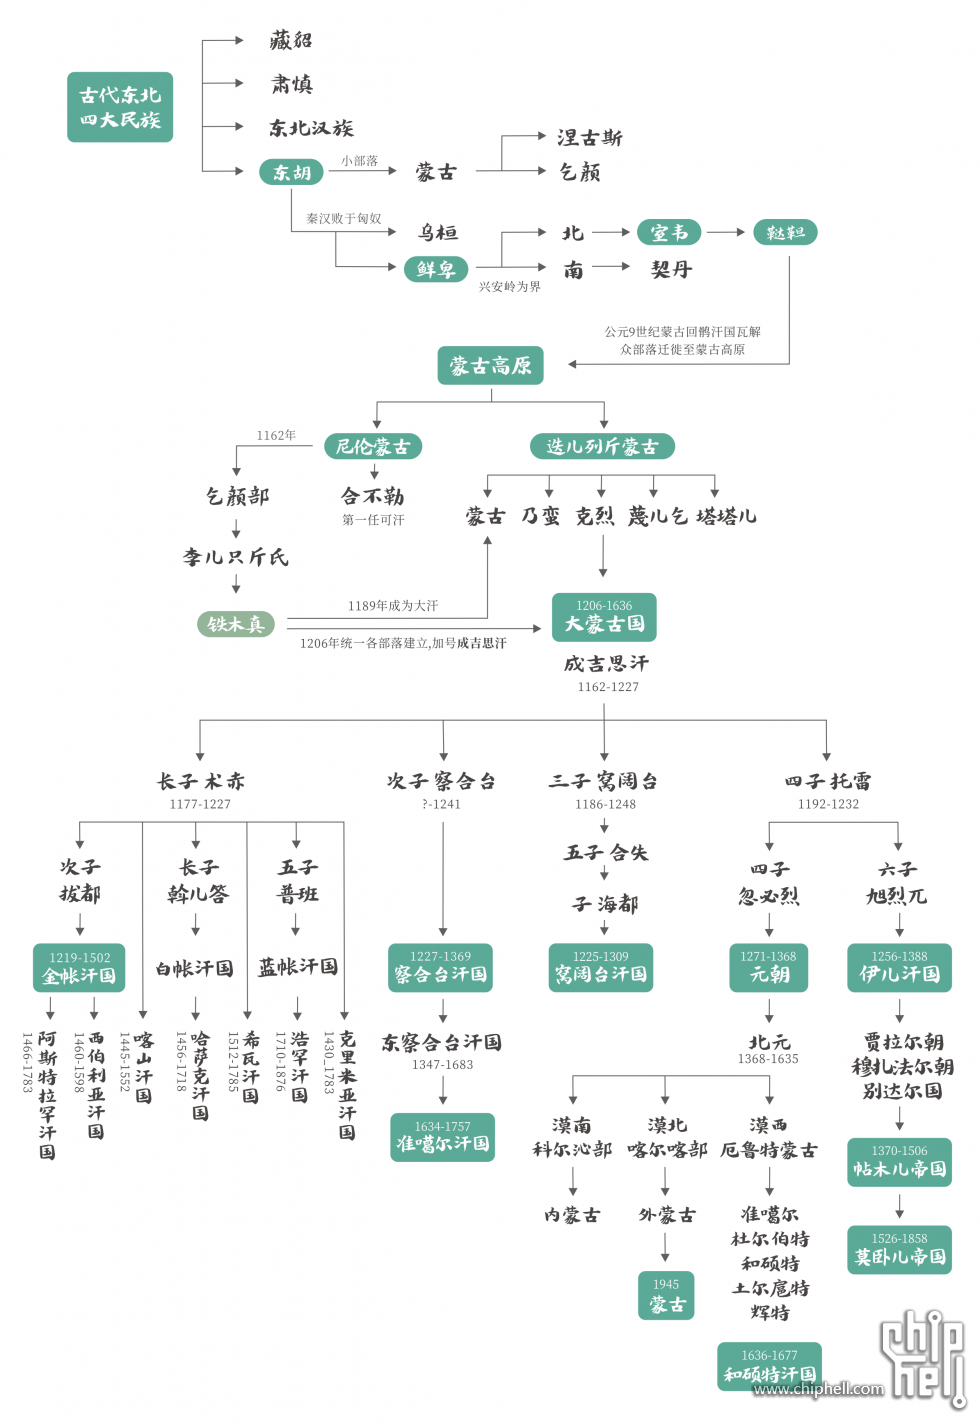 古代东北
四大民族
藏貂
肃慎
东北汉族
东胡
小部落
蒙古
涅古斯
乞颜
秦汉败于匈奴
乌桓
鲜卑
兴安岭为界
北
室韦
鞑靼
南
契丹
公元9世纪蒙古回鹘汗国瓦解
众部落迁徙至蒙古高原
蒙古高原
1162年
尼伦蒙古
迭儿列斤蒙古
乞颜部
合不勒
第一任可汗
蒙古
乃蛮
克烈
蔑儿乞
塔塔儿
李儿只斤氏
铁木真
1189年成为大汗
1206年统一各部落建立,加号成吉思汗
1206-1636
大蒙古国
成吉思汗
1162-1227
长子 术赤
1177-1227
次子 察合台
?-1241
三子 窝阔台
1186-1248
四子 托雷
1192-1232
次子
拔都
长子
斡儿答
五子
普班
五子 合失
子 海都
四子
忽必烈
六子
旭烈兀
1219-1502
金帐汗国
白帐汗国
蓝帐汗国
1227-1369
察合台汗国
1225-1309
窝阔台汗国
1271-1368
元朝
1256-1388
伊儿汗国
阿斯特拉罕汗国
1466-1783
西伯利亚汗国
1460-1598
喀山汗国
1445-1552
哈萨克汗国
1456-1718
希瓦汗国
1512-1785
浩罕汗国
1710-1876
克里米亚汗国
1430_1783
东察合台汗国
1347-1683
1634-1757
准噶尔汗国
北元
1368-1635
贾拉尔朝
穆扎法尔朝
别达尔国
漠南
科尔沁部
漠北
喀尔喀部
漠西
厄鲁特蒙古
1370-1506
帖木儿帝国
内蒙古
外蒙古
准噶尔
杜尔伯特
和硕特
土尔扈特
辉特
1526-1858
莫卧儿帝国
1945
蒙古
1636-1677
和硕特汗国
chip
hell
www.chiphell.com